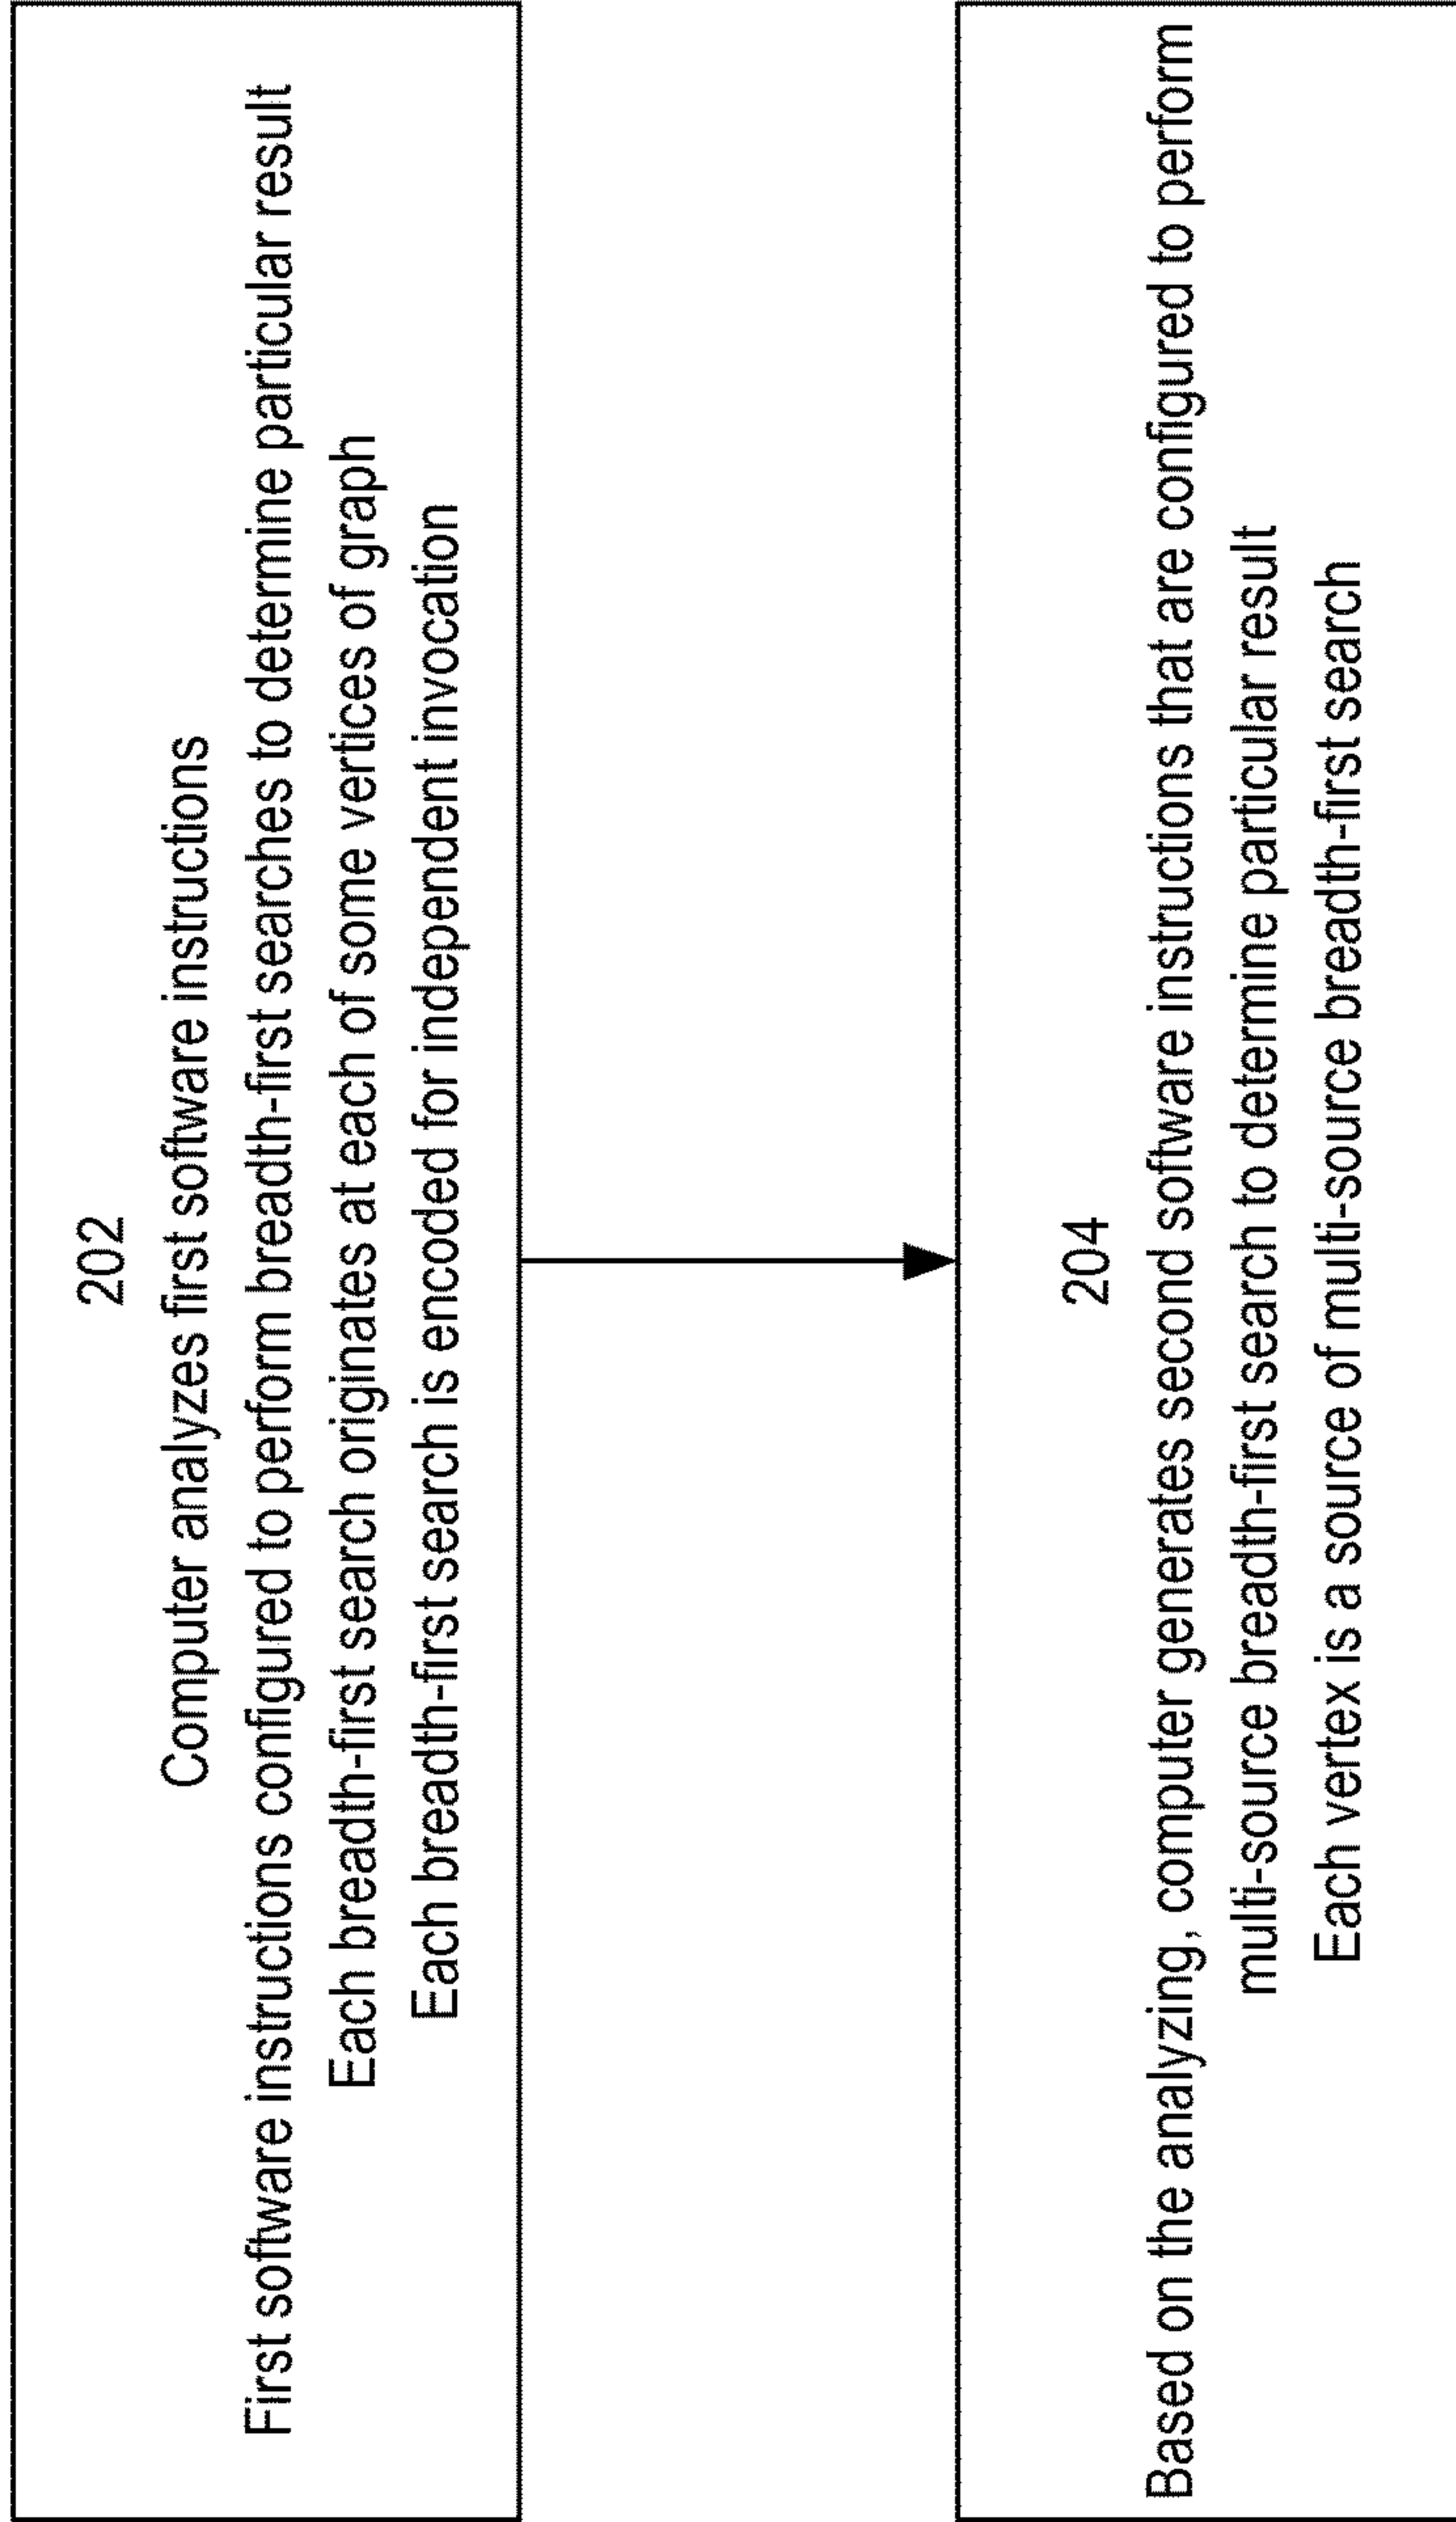 202
Computer analyzes first software instructions
First software instructions configured to perform breadth-first searches to determine particular result
Each breadth-first search originates at each of some vertices of graph
Each breadth-first search is encoded for independent invocation
204
Based on the analyzing, computer generates second software instructions that are configured to perform
multi-source breadth-first search to determine particular result
Each vertex is a source of multi-source breadth-first search